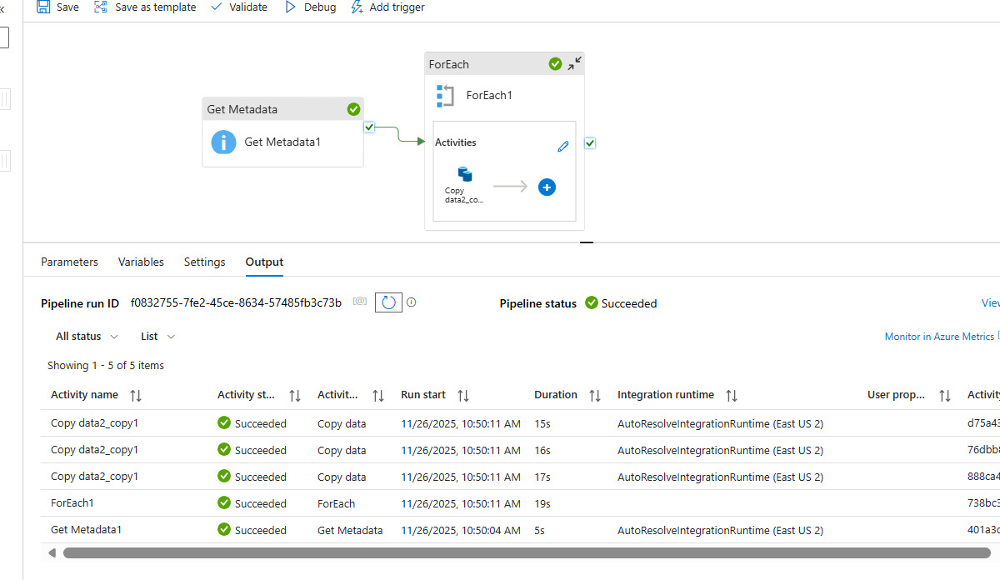 Save Save as template Validate Debug Add trigger
ForEach
ForEach1
Get Metadata
Get Metadata1
Activities
Copy
data2_co...
Parameters Variables Settings Output
Pipeline run ID f0832755-7fe2-45ce-8634-57485fb3c73b [@] Pipeline status Succeeded View
All status List
Monitor in Azure Metrics
Showing 1 - 5 of 5 items
Activity name Activity st... Activit... Run start Duration Integration runtime User prop... Activity
Copy data2_copy1 Succeeded Copy data 11/26/2025, 10:50:11 AM 15s AutoResolveIntegrationRuntime (East US 2) d75a43
Copy data2_copy1 Succeeded Copy data 11/26/2025, 10:50:11 AM 16s AutoResolveIntegrationRuntime (East US 2) 76dbb8
Copy data2_copy1 Succeeded Copy data 11/26/2025, 10:50:11 AM 17s AutoResolveIntegrationRuntime (East US 2) 888ca4
ForEach1 Succeeded ForEach 11/26/2025, 10:50:11 AM 19s 738bc3
Get Metadata1 Succeeded Get Metadata 11/26/2025, 10:50:04 AM 5s AutoResolveIntegrationRuntime (East US 2) 401a3c